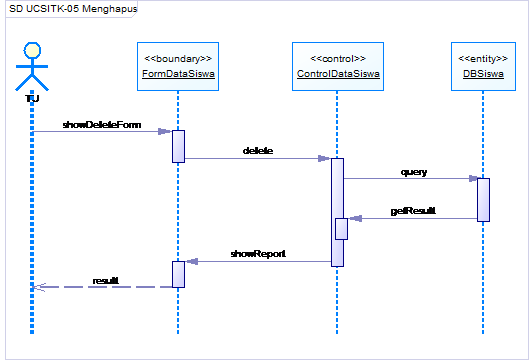 SD UCSITK-05 Menghapus
<<boundary>>
FormDataSiswa
<<control>>
ControlDataSiswa
<<entity>>
DBSiswa
TU
showDeleteForm
delete
query
getResult
showReport
result